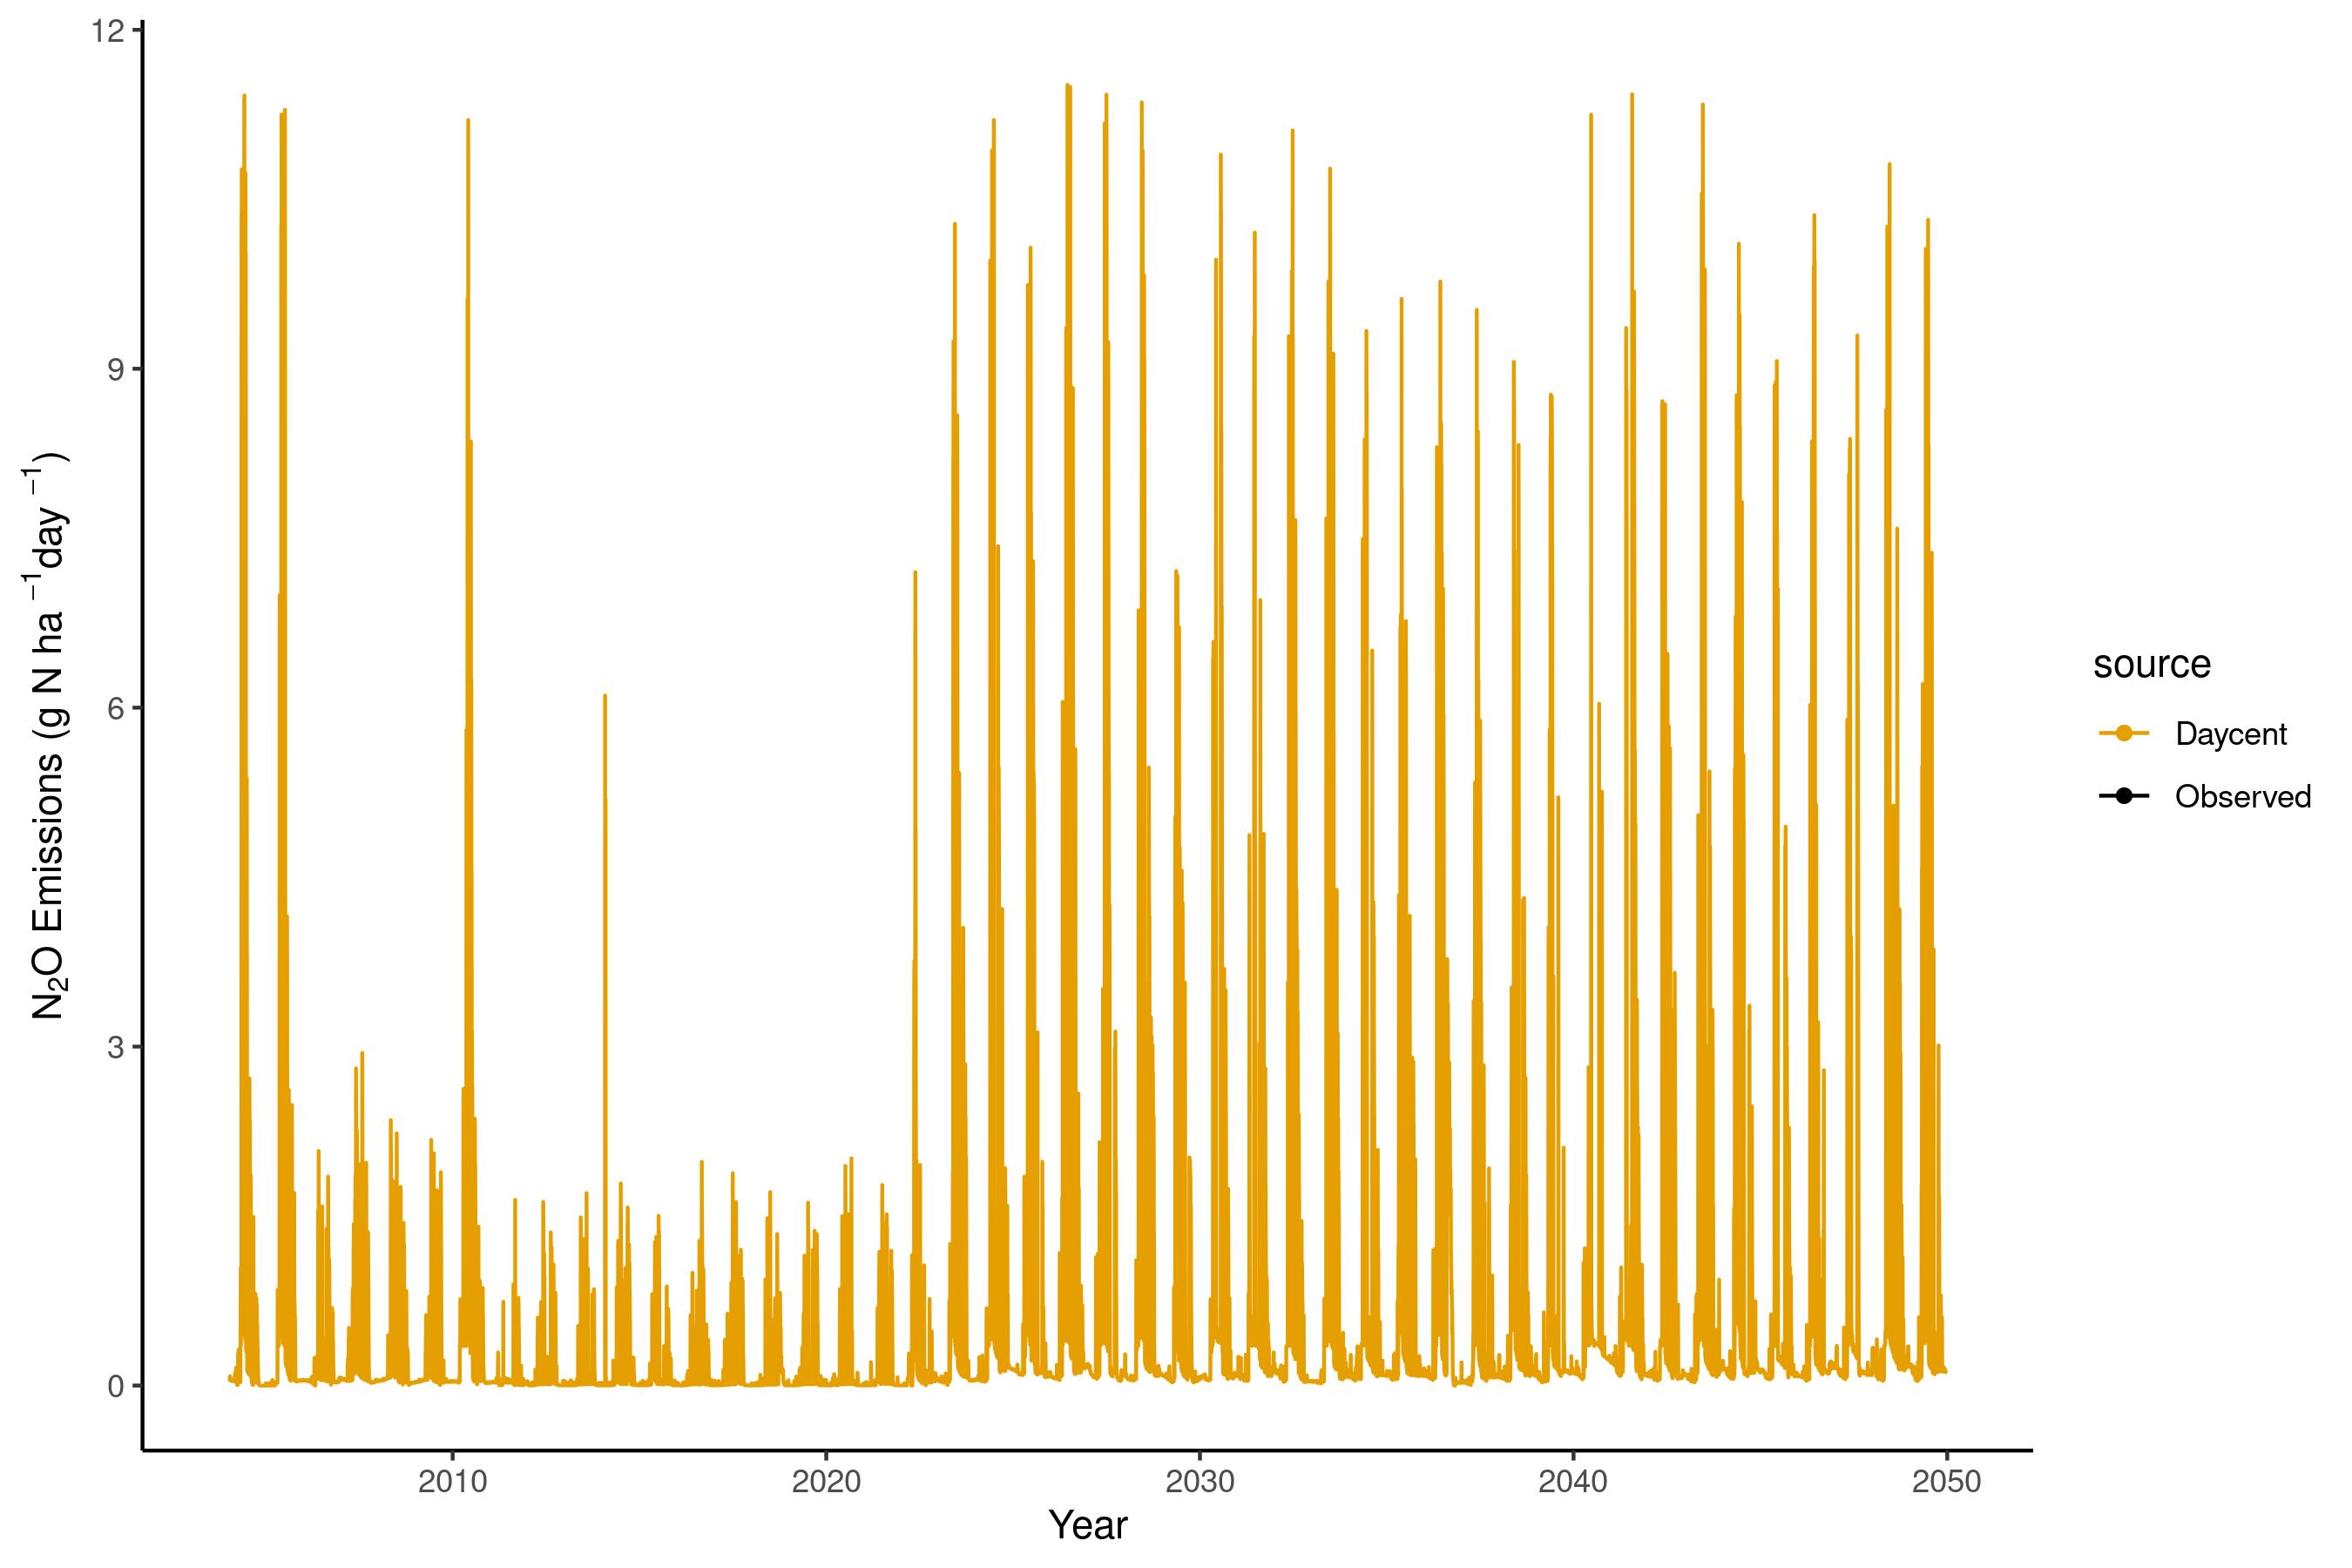 12
9
6
3
0
N₂O Emissions (g N ha ⁻¹day ⁻¹)
2010 2020 2030 2040 2050
Year
source
Daycent
Observed